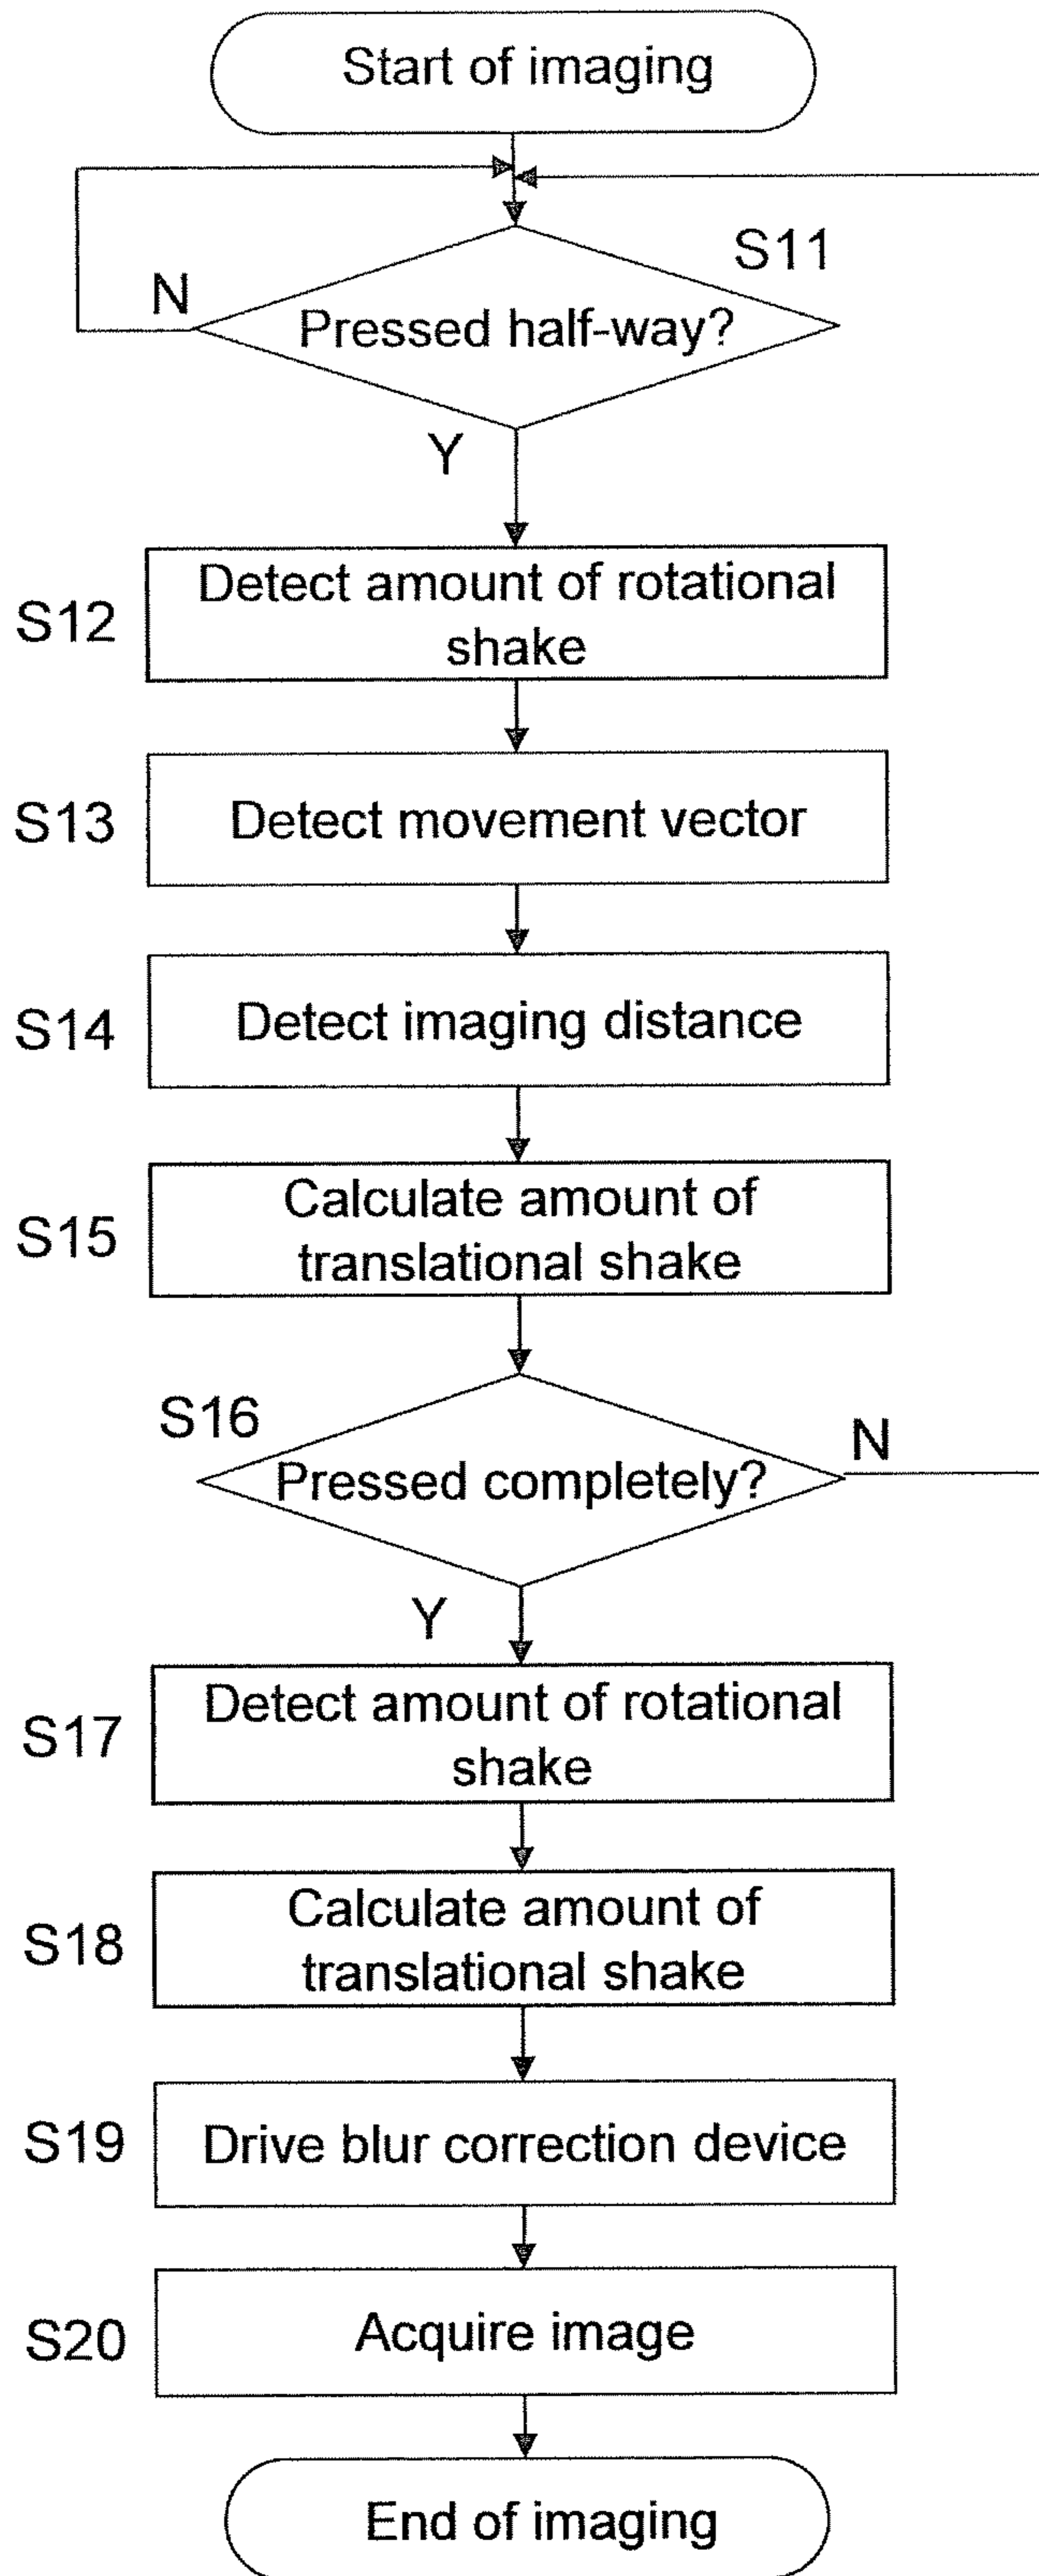 Start of imaging
S11
N
Pressed half-way?
Y
S12
Detect amount of rotational
shake
S13
Detect movement vector
S14
Detect imaging distance
S15
Calculate amount of
translational shake
S16
N
Pressed completely?
Y
S17
Detect amount of rotational
shake
S18
Calculate amount of
translational shake
S19
Drive blur correction device
S20
Acquire image
End of imaging